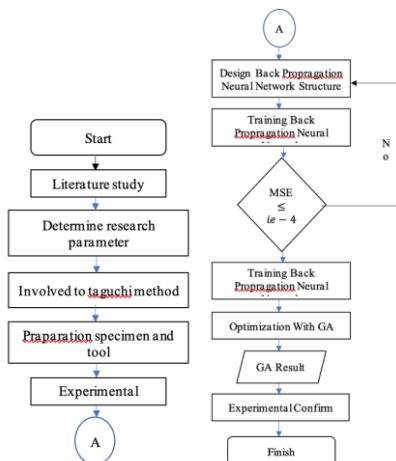 Start
Literature study
Determine research
parameter
Involved to taguchi method
Praparation specimen and
tool
Experimental
A
A
Design Back Propragation
Neural Network Structure
Training Back
Propragation Neural
MSE
≤
ie − 4
N
o
Training Back
Propragation Neural
Optimization With GA
GA Result
Experimental Confirm
Finish